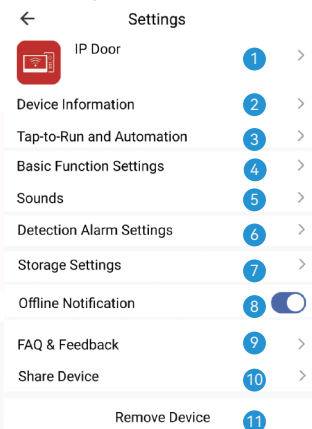 Settings
IP Door 1
Device Information 2
Tap-to-Run and Automation 3
Basic Function Settings 4
Sounds 5
Detection Alarm Settings 6
Storage Settings 7
Offline Notification 8
FAQ & Feedback 9
Share Device 10
Remove Device 11